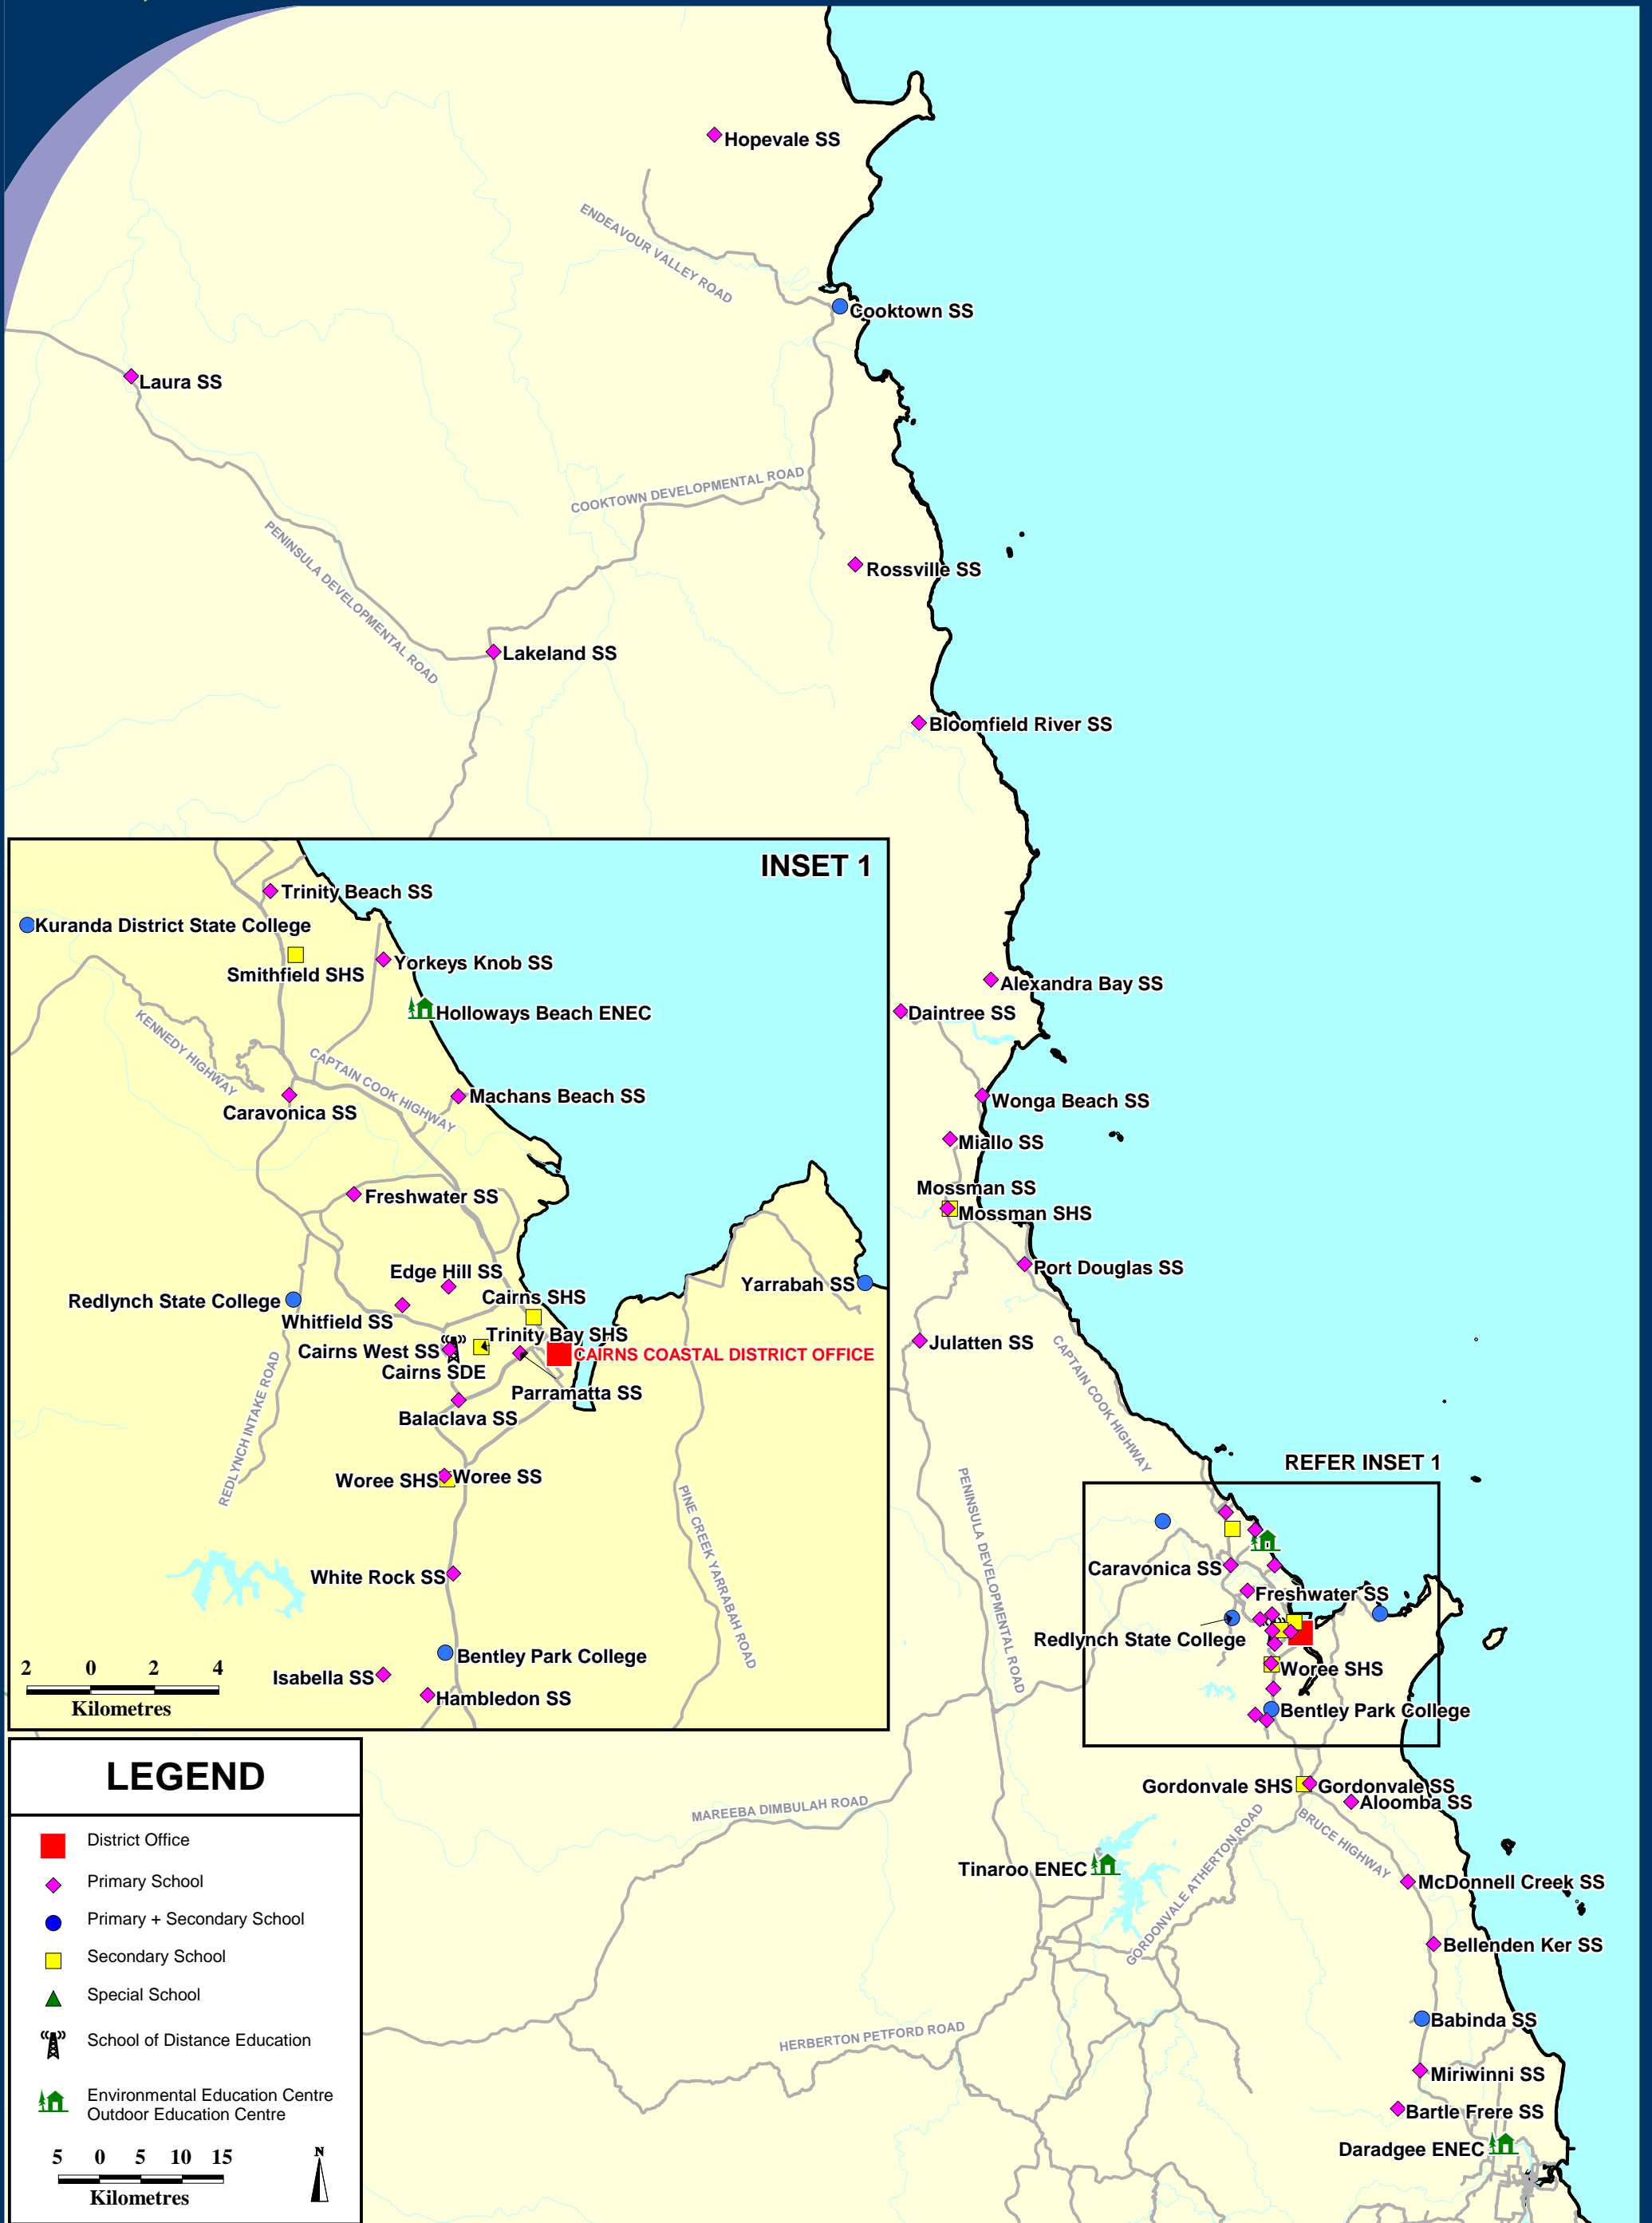 Hopevale SS
ENDEAVOUR VALLEY ROAD
Cooktown SS
Laura SS
COOKTOWN DEVELOPMENTAL ROAD
PENINSULA DEVELOPMENTAL ROAD
Rossville SS
Lakeland SS
Bloomfield River SS
INSET 1
Trinity Beach SS
Kuranda District State College
Smithfield SHS
Yorkeys Knob SS
Holloways Beach ENEC
KENNEDY HIGHWAY
CAPTAIN COOK HIGHWAY
Machans Beach SS
Caravonica SS
Freshwater SS
Edge Hill SS
Yarrabah SS
Redlynch State College
Cairns SHS
Whitfield SS
Trinity Bay SHS
Cairns West SS
CAIRNS COASTAL DISTRICT OFFICE
Cairns SDE
Parramatta SS
Balaclava SS
REDLYNCH INTAKE ROAD
Woree SHS
Woree SS
PINE CREEK YARRABAH ROAD
White Rock SS
Bentley Park College
Isabella SS
Hambledon SS
2 0 2 4
Kilometres
Alexandra Bay SS
Daintree SS
Wonga Beach SS
Miallo SS
Mossman SS
Mossman SHS
Port Douglas SS
Julatten SS
CAPTAIN COOK HIGHWAY
REFER INSET 1
PENINSULA DEVELOPMENTAL ROAD
Caravonica SS
Freshwater SS
Redlynch State College
Woree SHS
Bentley Park College
Gordonvale SHS
Gordonvale SS
Aloomba SS
MAREEBA DIMBULAH ROAD
BRUCE HIGHWAY
GORDONVALE ATHERTON ROAD
Tinaroo ENEC
McDonnell Creek SS
Bellenden Ker SS
Babinda SS
HERBERTON PETFORD ROAD
Miriwinni SS
Bartle Frere SS
Daradgee ENEC
LEGEND
District Office
Primary School
Primary + Secondary School
Secondary School
Special School
School of Distance Education
Environmental Education Centre
Outdoor Education Centre
5 0 5 10 15
Kilometres
N